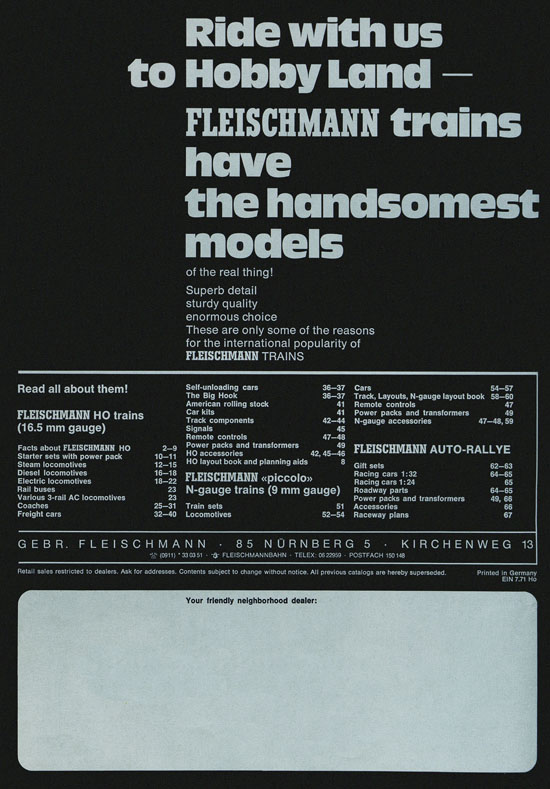 Ride with us
to Hobby Land —
FLEISCHMANN trains
have
the handsomest
models
of the real thing!
Superb detail
sturdy quality
enormous choice
These are only some of the reasons
for the international popularity of
FLEISCHMANN TRAINS
Read all about them!
FLEISCHMANN HO trains
(16.5 mm gauge)
Facts about FLEISCHMANN HO 2–9
Starter sets with power pack 10–11
Steam locomotives 12–15
Diesel locomotives 16–18
Electric locomotives 18–22
Rail buses 23
Various 3-rail AC locomotives 23
Coaches 25–31
Freight cars 32–40
Self-unloading cars 36–37
The Big Hook 36–37
American rolling stock 41
Car kits 41
Track components 42–44
Signals 45
Remote controls 47–48
Power packs and transformers 49
HO accessories 42, 45–46
HO layout book and planning aids 8
FLEISCHMANN «piccolo»
N-gauge trains (9 mm gauge)
Train sets 51
Locomotives 52–54
Cars 54–57
Track, Layouts, N-gauge layout book 58–60
Remote controls 47
Power packs and transformers 49
N-gauge accessories 47–48, 59
FLEISCHMANN AUTO-RALLYE
Gift sets 62–63
Racing cars 1:32 64–65
Racing cars 1:24 65
Roadway parts 64–65
Power packs and transformers 49, 66
Accessories 66
Raceway plans 67
GEBR. FLEISCHMANN · 85 NÜRNBERG 5 · KIRCHENWEG 13
☏ (0911) * 33 03 51 · FLEISCHMANNBAHN · TELEX: 06 22959 · POSTFACH 150 148
Retail sales restricted to dealers. Ask for addresses. Contents subject to change without notice. All previous catalogs are hereby superseded.
Printed in Germany
EIN 7.71 Hö
Your friendly neighborhood dealer: